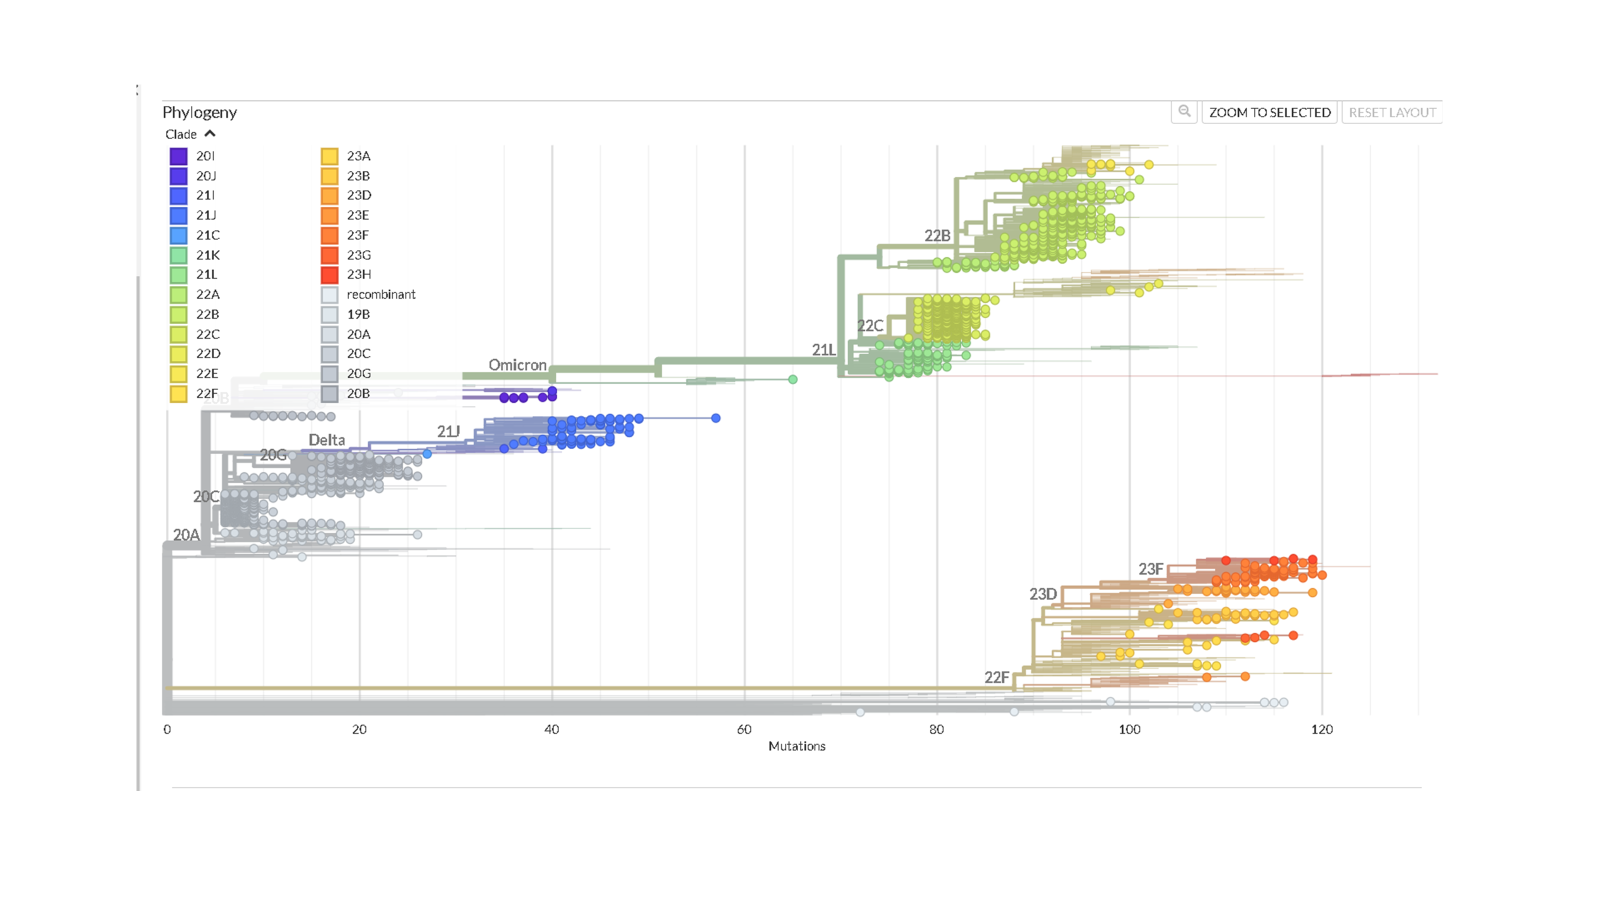 Phylogeny
ZOOM TO SELECTED
RESET LAYOUT
Clade
20I
20J
21I
21J
21C
21K
21L
22A
22B
22C
22D
22E
22F
23A
23B
23D
23E
23F
23G
23H
recombinant
19B
20A
20C
20G
20B
22B
22C
21L
Omicron
20B
21J
Delta
20G
20C
20A
23F
23D
22F
0 20 40 60 80 100 120
Mutations